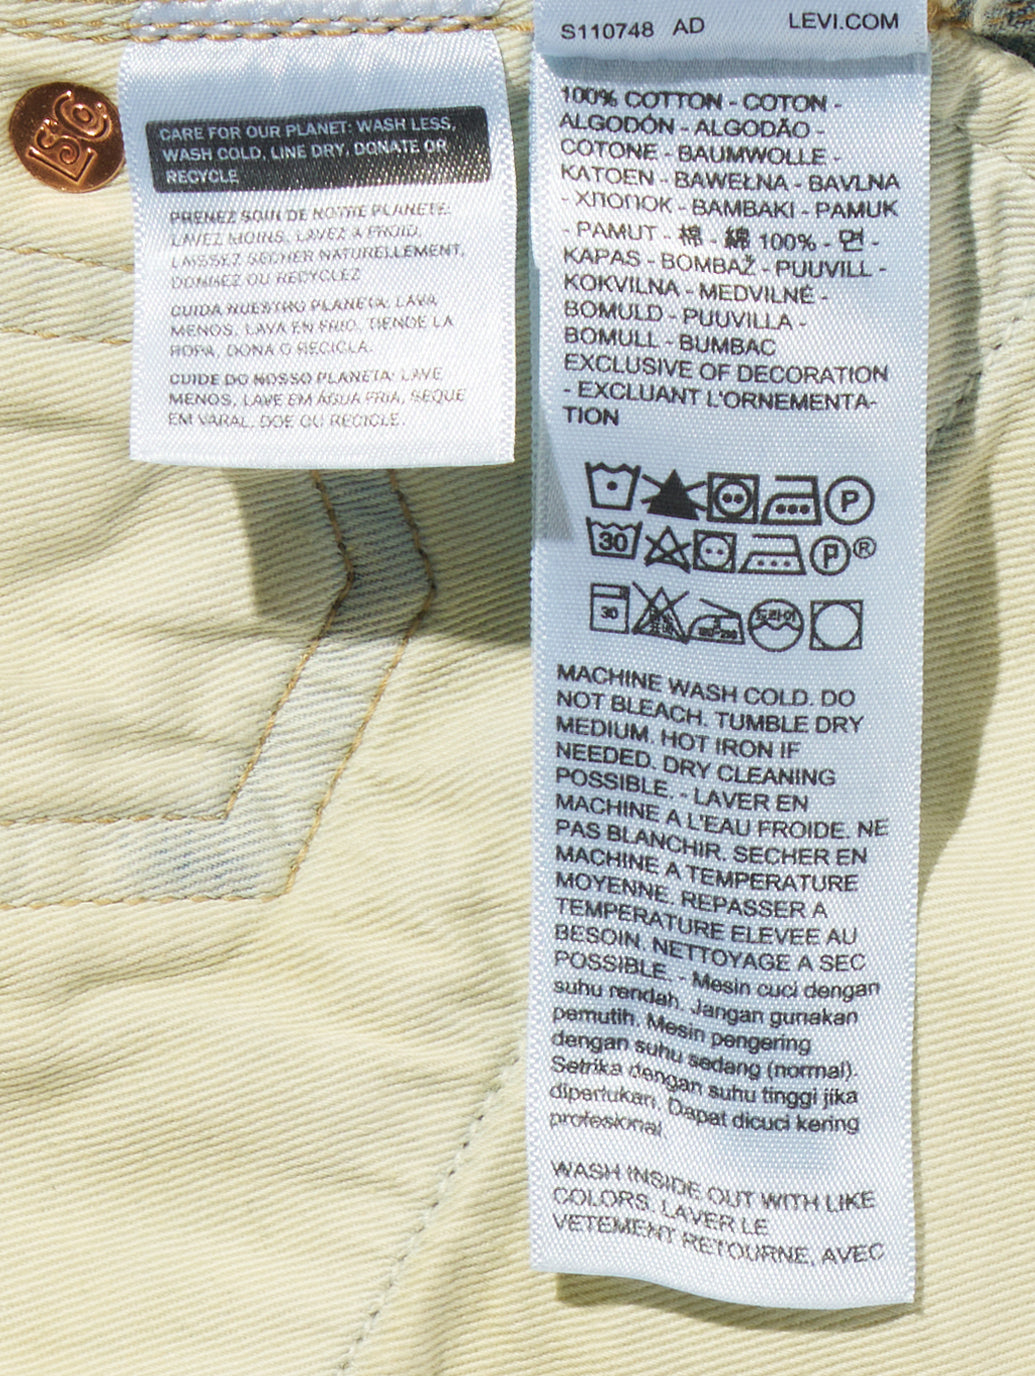 S110748 AD LEVI.COM
CARE FOR OUR PLANET: WASH LESS,
WASH COLD, LINE DRY, DONATE OR
RECYCLE
PRENEZ SOIN DE NOTRE PLANETE:
LAVEZ MOINS, LAVEZ A FROID,
LAISSEZ SECHER NATURELLEMENT,
DONNEZ OU RECYCLEZ
CUIDA NUESTRO PLANETA: LAVA
MENOS, LAVA EN FRIO, TIENDE LA
ROPA, DONA O RECICLA.
CUIDE DO NOSSO PLANETA: LAVE
MENOS, LAVE EM ÁGUA FRIA, SEQUE
EM VARAL, DOE OU RECICLE.
100% COTTON - COTON -
ALGODÓN - ALGODÃO -
COTONE - BAUMWOLLE -
KATOEN - BAWEŁNA - BAVLNA
- ХЛОПОК - BAMBAKI - PAMUK
- PAMUT - 棉 - 綿 100% - 면 -
KAPAS - BOMBAŽ - PUUVILL -
KOKVILNA - MEDVILNĖ -
BOMULD - PUUVILLA -
BOMULL - BUMBAC
EXCLUSIVE OF DECORATION
- EXCLUANT L'ORNEMENTA-
TION
P
30 P ®
30 드라이
MACHINE WASH COLD. DO
NOT BLEACH. TUMBLE DRY
MEDIUM. HOT IRON IF
NEEDED. DRY CLEANING
POSSIBLE. - LAVER EN
MACHINE A L'EAU FROIDE. NE
PAS BLANCHIR. SECHER EN
MACHINE A TEMPERATURE
MOYENNE. REPASSER A
TEMPERATURE ELEVEE AU
BESOIN. NETTOYAGE A SEC
POSSIBLE. - Mesin cuci dengan
suhu rendah. Jangan gunakan
pemutih. Mesin pengering
dengan suhu sedang (normal).
Setrika dengan suhu tinggi jika
diperlukan. Dapat dicuci kering
profesional.
WASH INSIDE OUT WITH LIKE
COLORS. LAVER LE
VETEMENT RETOURNE, AVEC